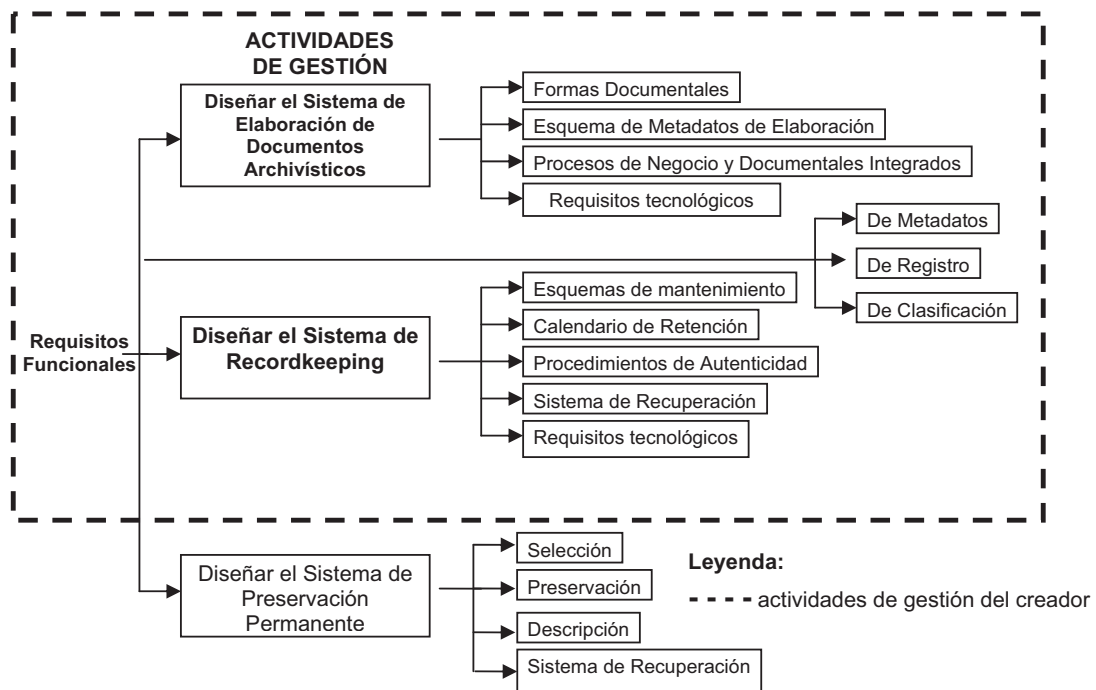 ACTIVIDADES
DE GESTIÓN
Diseñar el Sistema de
Elaboración de
Documentos
Archivísticos
Formas Documentales
Esquema de Metadatos de Elaboración
Procesos de Negocio y Documentales Integrados
Requisitos tecnológicos
De Metadatos
De Registro
De Clasificación
Requisitos
Funcionales
Diseñar el Sistema de
Recordkeeping
Esquemas de mantenimiento
Calendario de Retención
Procedimientos de Autenticidad
Sistema de Recuperación
Requisitos tecnológicos
Diseñar el Sistema de
Preservación
Permanente
Selección
Preservación
Descripción
Sistema de Recuperación
Leyenda:
actividades de gestión del creador